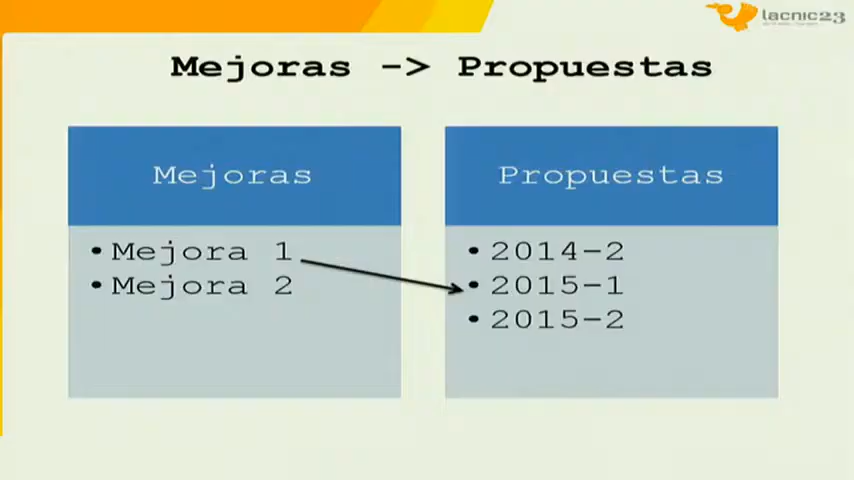 lacnic23
Mejoras -> Propuestas
Mejoras
• Mejora 1
• Mejora 2
Propuestas
• 2014-2
• 2015-1
• 2015-2